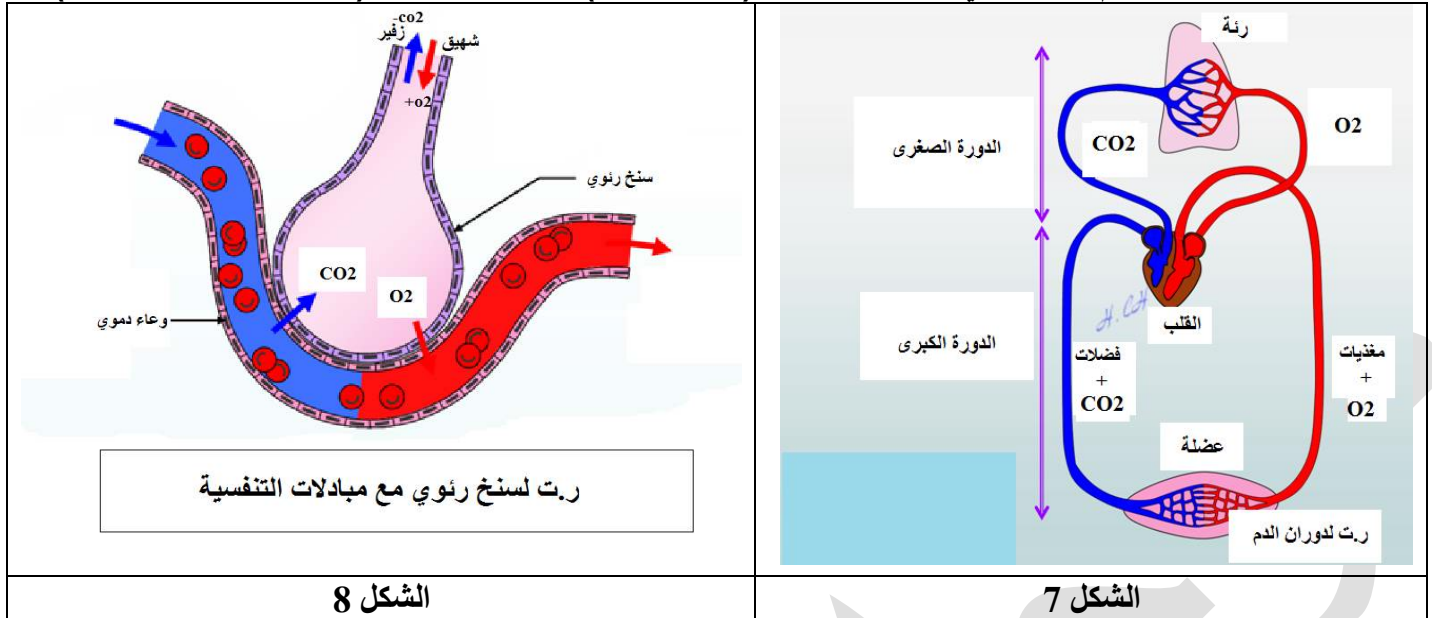 رئة
O2
CO2
الدورة الصغرى
H.CH
القلب
الدورة الكبرى
فضلات
+
CO2
مغذيات
+
O2
عضلة
ر.ت لدوران الدم
الشكل 7
-co2
زفير
شهيق
+o2
سنخ رئوي
CO2
O2
وعاء دموي
ر.ت لسنخ رئوي مع مبادلات التنفسية
الشكل 8